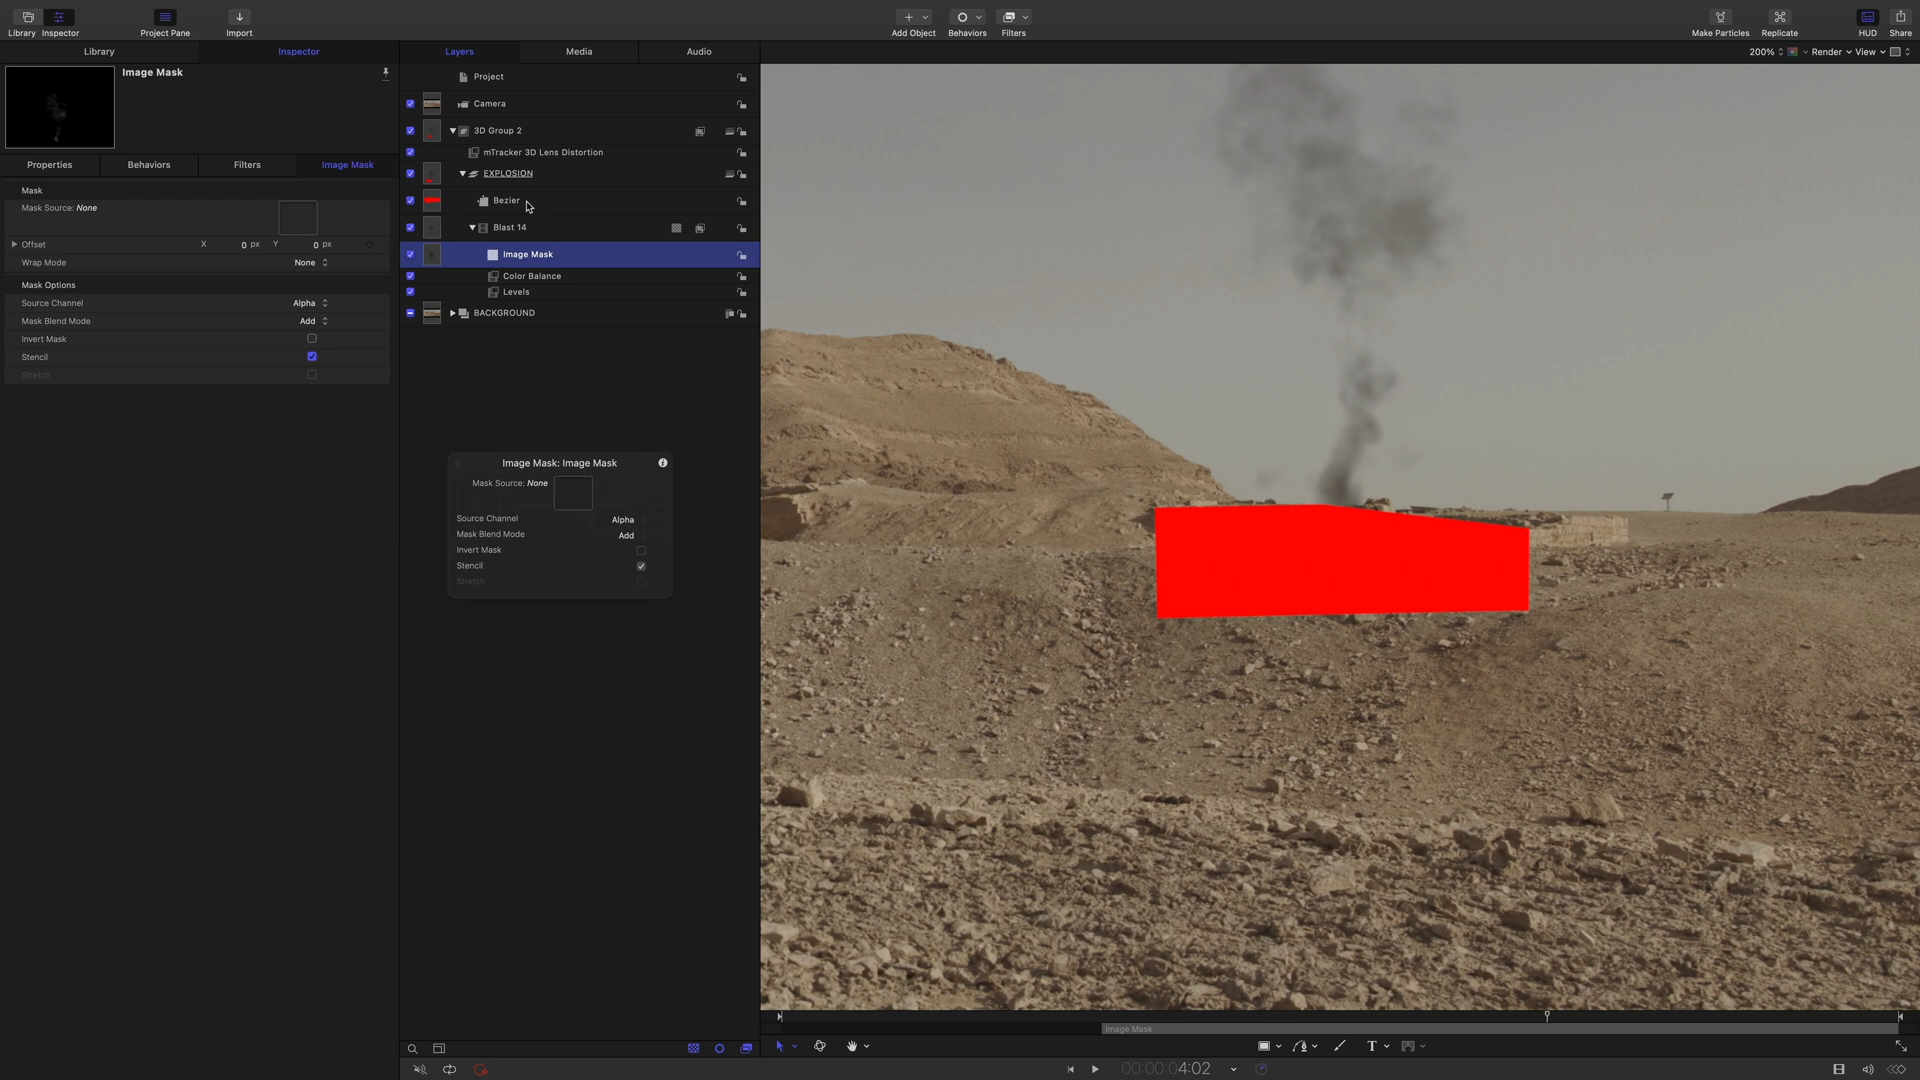 Library
Inspector
Project Pane
Import
Add Object
Behaviors
Filters
Make Particles
Replicate
HUD
Share
Library
Inspector
Layers
Media
Audio
200%
Render
View
Image Mask
Project
Camera
3D Group 2
mTracker 3D Lens Distortion
Properties
Behaviors
Filters
Image Mask
EXPLOSION
Mask
Mask Source: None
Bezier
Blast 14
Offset X 0 px Y 0 px
Image Mask
Wrap Mode None
Color Balance
Mask Options
Levels
Source Channel Alpha
BACKGROUND
Mask Blend Mode Add
Invert Mask
Stencil
Stretch
Image Mask: Image Mask
Mask Source: None
Source Channel Alpha
Mask Blend Mode Add
Invert Mask
Stencil
Stretch
Image Mask
T
00:00:04:02